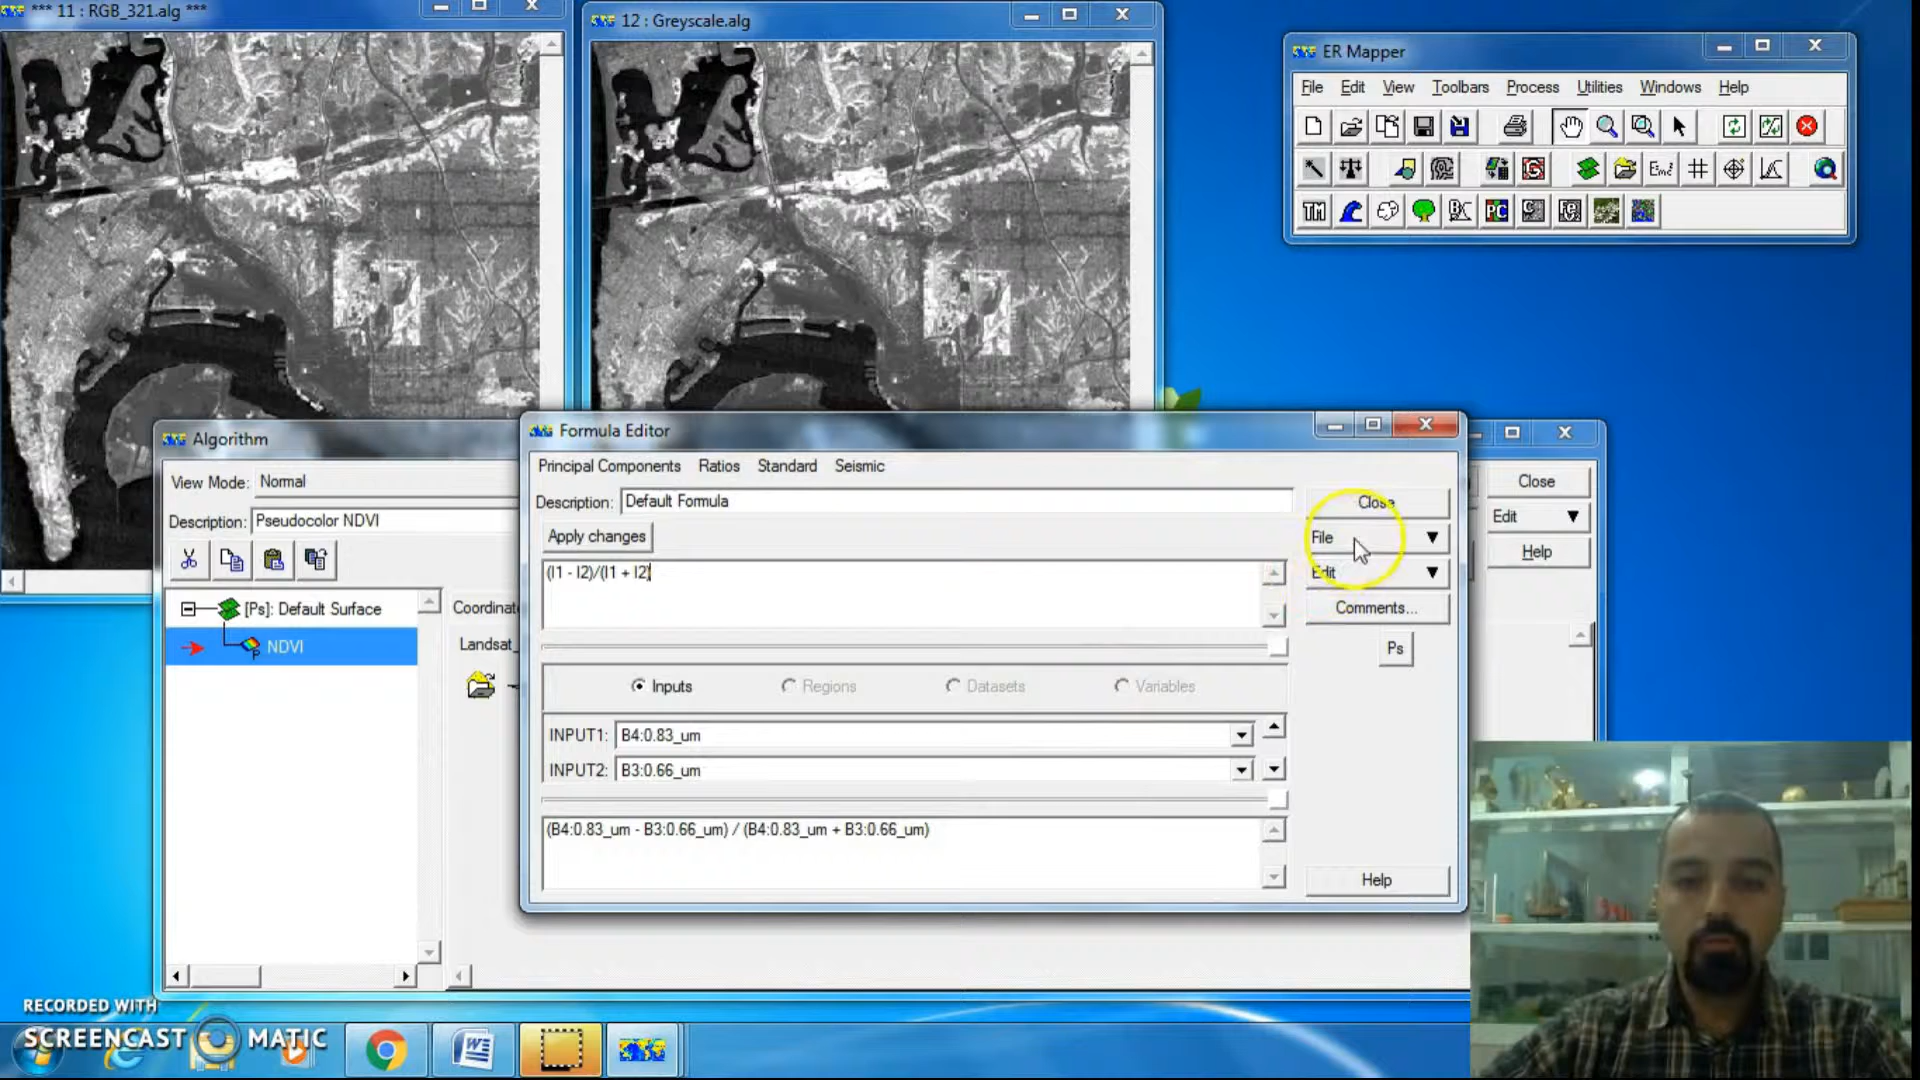 *** 11 : RGB_321.alg ***
12 : Greyscale.alg
ER Mapper
File Edit View Toolbars Process Utilities Windows Help
TM
PC
Algorithm
View Mode: Normal
Description: Pseudocolor NDVI
[Ps]: Default Surface
NDVI
Coordinate
Landsat_
Formula Editor
Principal Components Ratios Standard Seismic
Description: Default Formula
Apply changes
(I1 - I2)/(I1 + I2)
Inputs Regions Datasets Variables
INPUT1: B4:0.83_um
INPUT2: B3:0.66_um
(B4:0.83_um - B3:0.66_um) / (B4:0.83_um + B3:0.66_um)
Close
File
Edit
Comments...
Ps
Help
Close
Edit
Help
RECORDED WITH
SCREENCAST MATIC